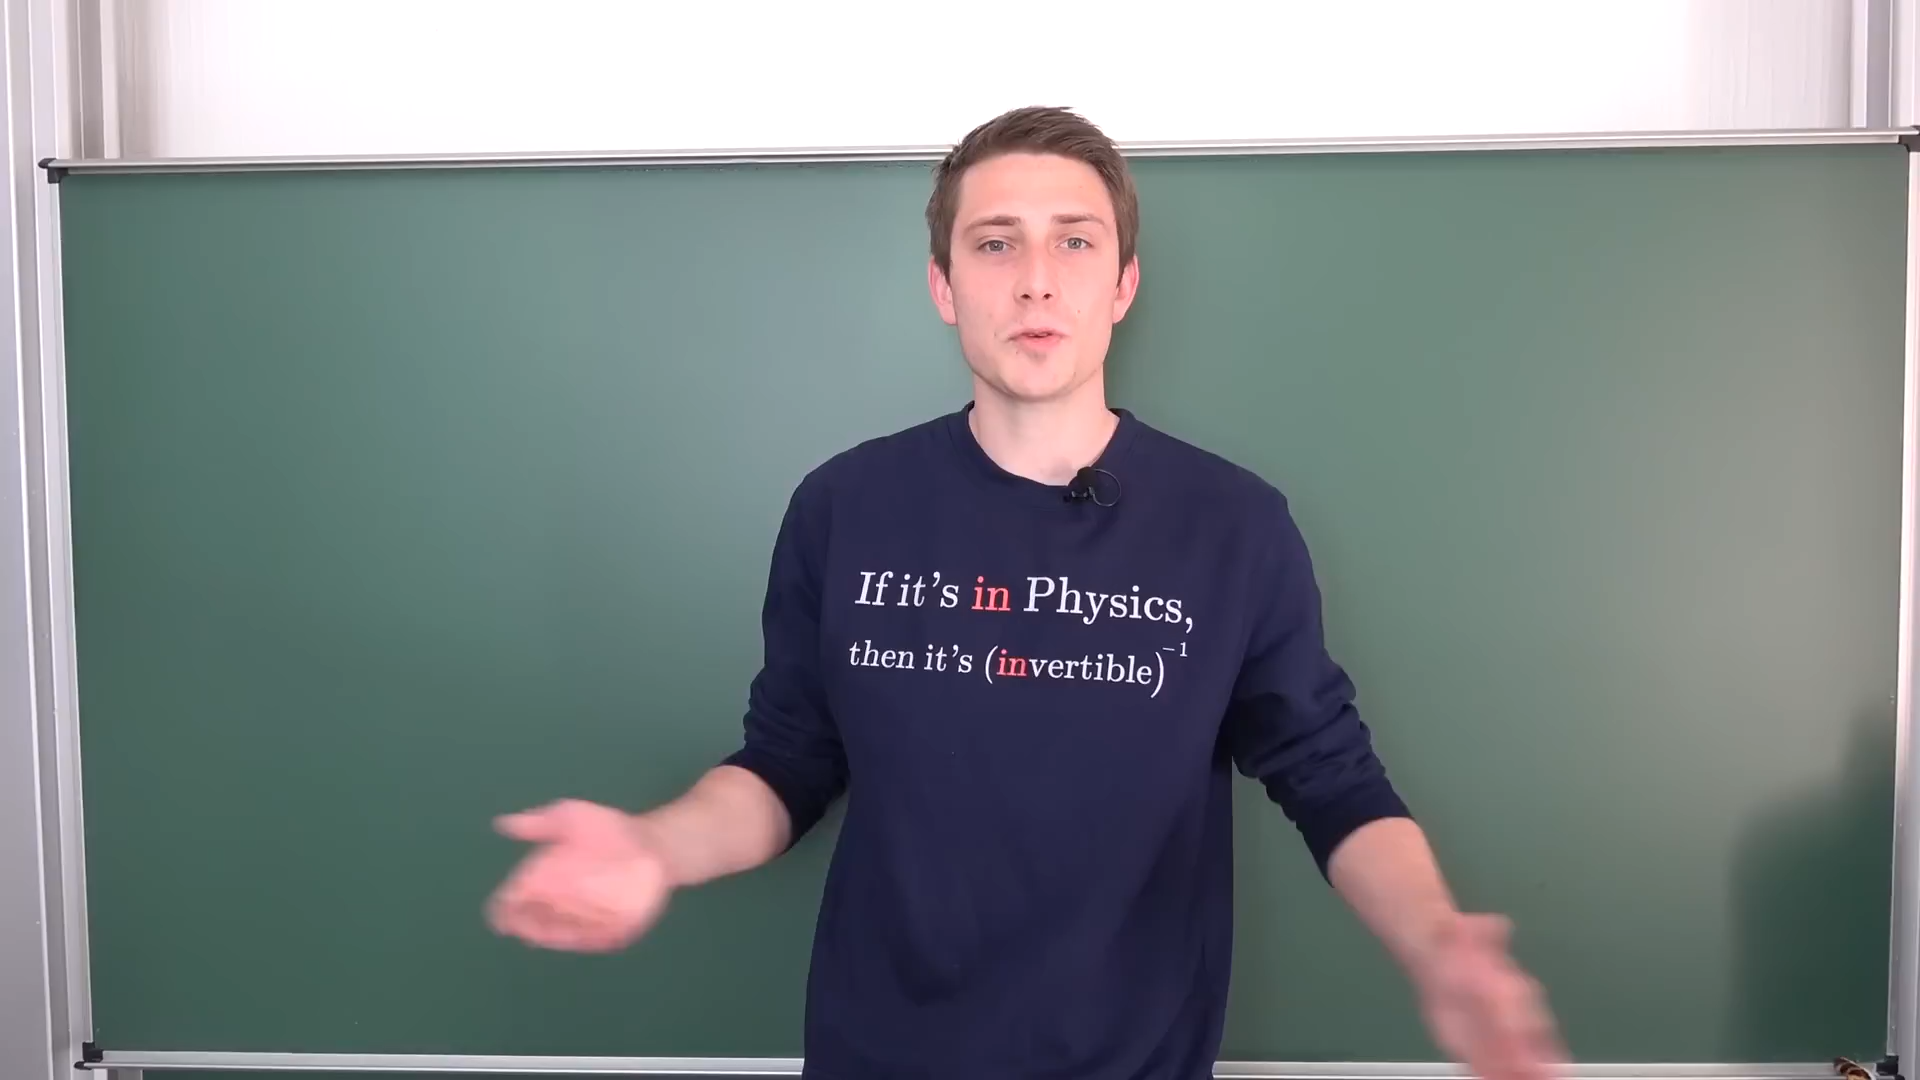 If it’s in Physics,
then it’s (invertible)⁻¹